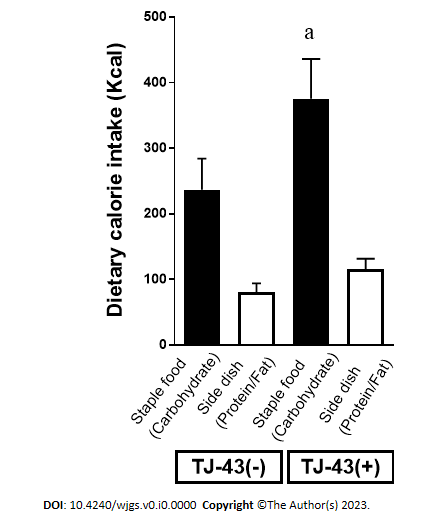 Dietary calorie intake (Kcal)
500
400
300
200
100
0
a
Staple food
(Carbohydrate)
Side dish
(Protein/Fat)
Staple food
(Carbohydrate)
Side dish
(Protein/Fat)
TJ-43(-)
TJ-43(+)
DOI: 10.4240/wjgs.v0.i0.0000 Copyright ©The Author(s) 2023.